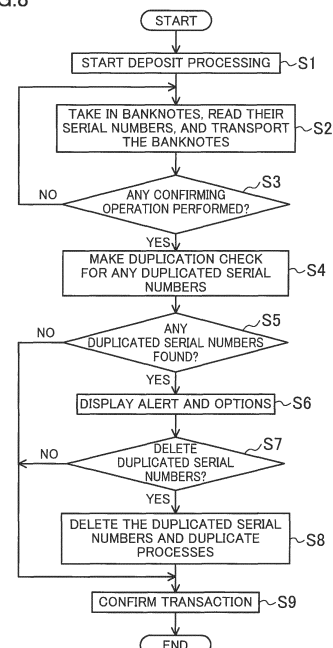 START
START DEPOSIT PROCESSING S1
TAKE IN BANKNOTES, READ THEIR
SERIAL NUMBERS, AND TRANSPORT
THE BANKNOTES
S2
S3
ANY CONFIRMING
OPERATION PERFORMED?
NO
YES
MAKE DUPLICATION CHECK
FOR ANY DUPLICATED SERIAL
NUMBERS
S4
S5
ANY
DUPLICATED SERIAL NUMBERS
FOUND?
NO
YES
DISPLAY ALERT AND OPTIONS S6
S7
DELETE
DUPLICATED SERIAL
NUMBERS?
NO
YES
DELETE THE DUPLICATED SERIAL
NUMBERS AND DUPLICATE
PROCESSES
S8
CONFIRM TRANSACTION S9
END